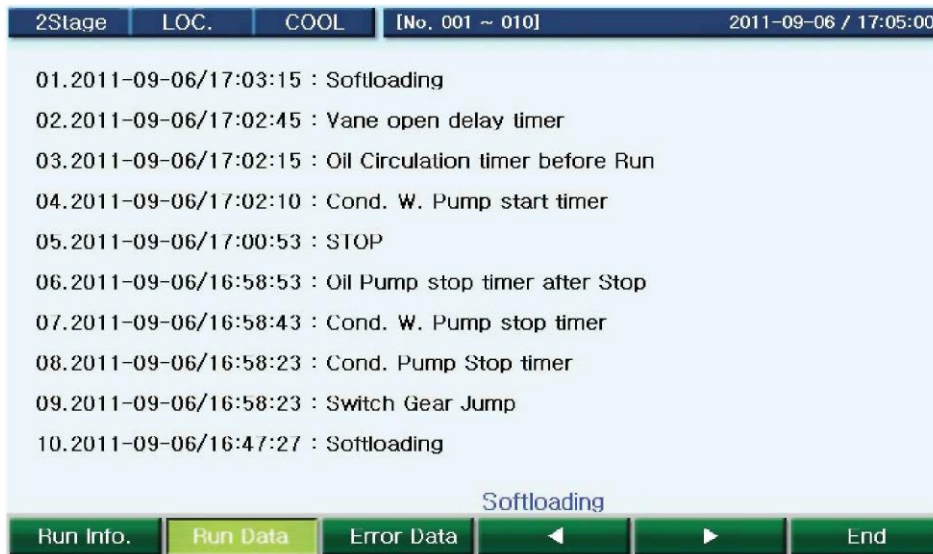 2Stage LOC. COOL [No. 001 ~ 010] 2011-09-06 / 17:05:00
01.2011-09-06/17:03:15 : Softloading
02.2011-09-06/17:02:45 : Vane open delay timer
03.2011-09-06/17:02:15 : Oil Circulation timer before Run
04.2011-09-06/17:02:10 : Cond. W. Pump start timer
05.2011-09-06/17:00:53 : STOP
06.2011-09-06/16:58:53 : Oil Pump stop timer after Stop
07.2011-09-06/16:58:43 : Cond. W. Pump stop timer
08.2011-09-06/16:58:23 : Cond. Pump Stop timer
09.2011-09-06/16:58:23 : Switch Gear Jump
10.2011-09-06/16:47:27 : Softloading
Softloading
Run Info. Run Data Error Data ◀ ▶ End